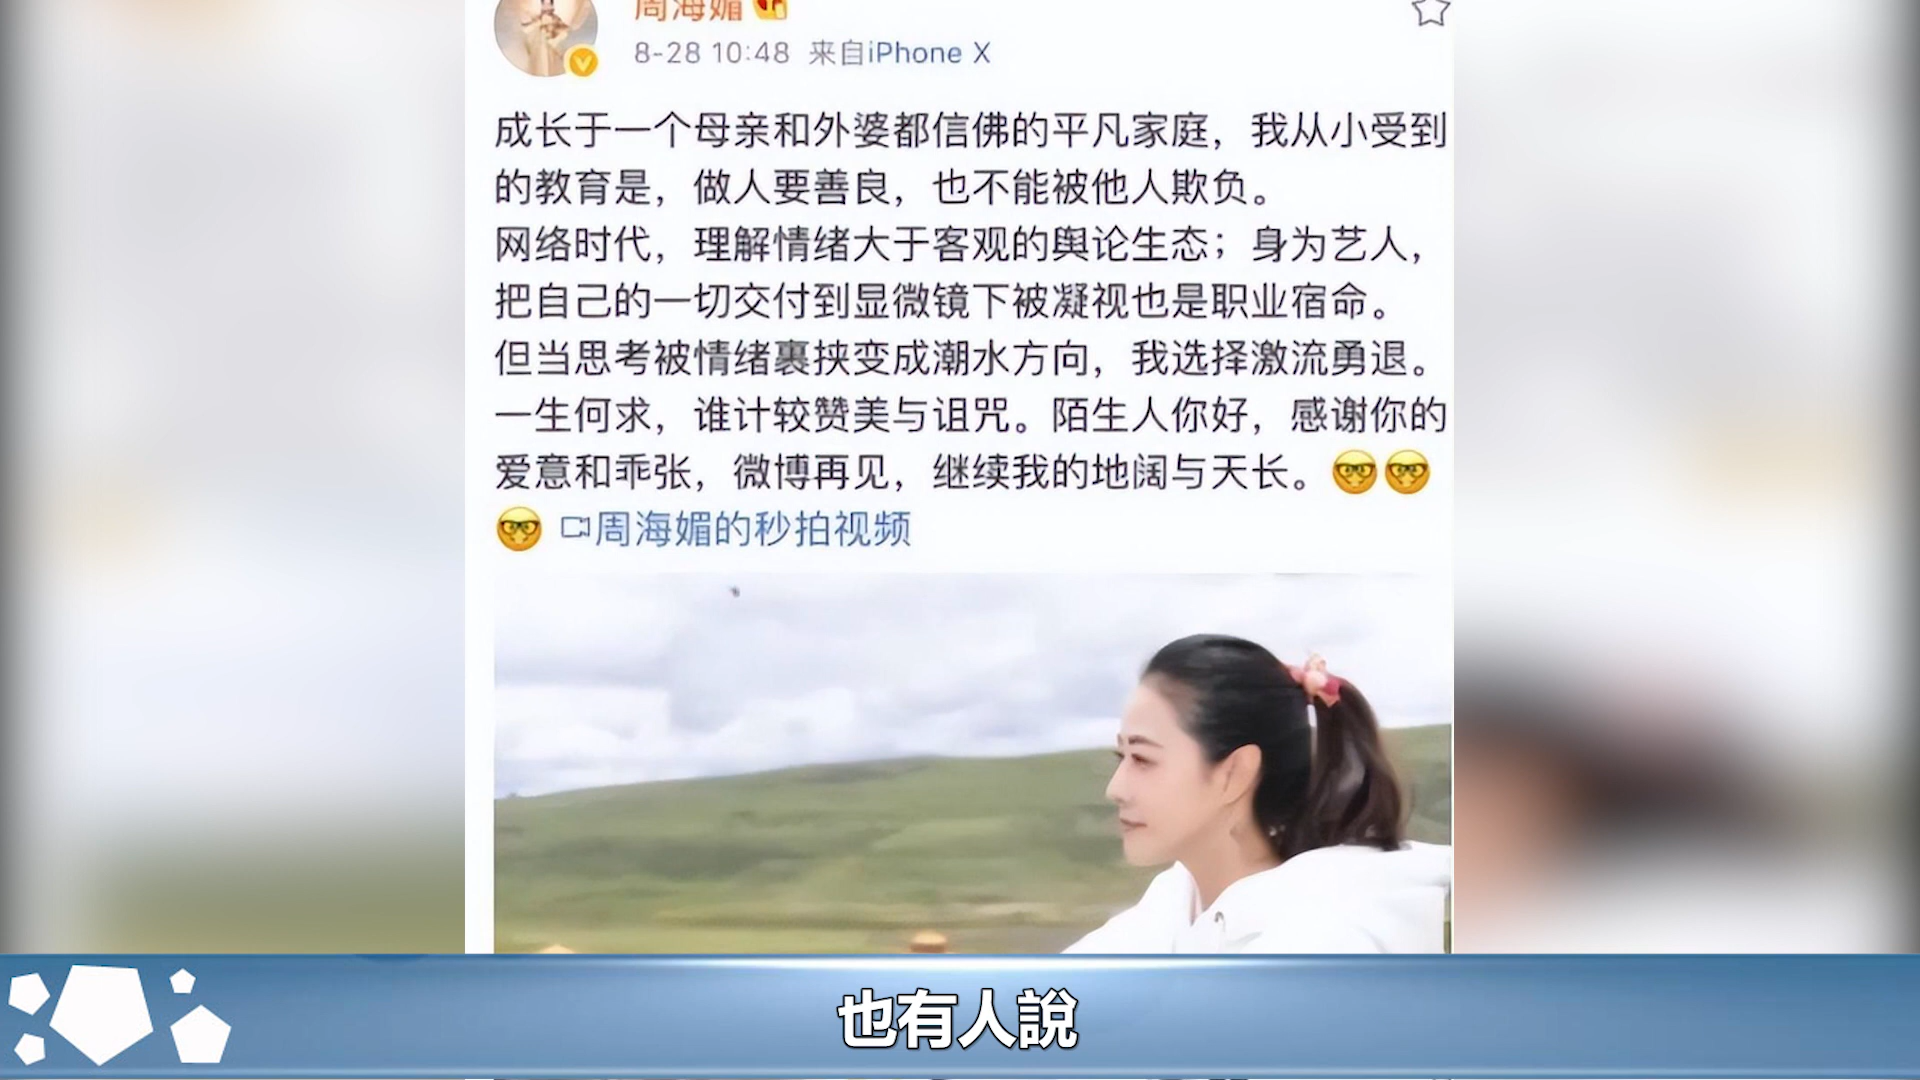 周海媚
8-28 10:48 来自iPhone X
成长于一个母亲和外婆都信佛的平凡家庭，我从小受到
的教育是，做人要善良，也不能被他人欺负。
网络时代，理解情绪大于客观的舆论生态；身为艺人，
把自己的一切交付到显微镜下被凝视也是职业宿命。
但当思考被情绪裹挟变成潮水方向，我选择激流勇退。
一生何求，谁计较赞美与诅咒。陌生人你好，感谢你的
爱意和乖张，微博再见，继续我的地阔与天长。
周海媚的秒拍视频
也有人說